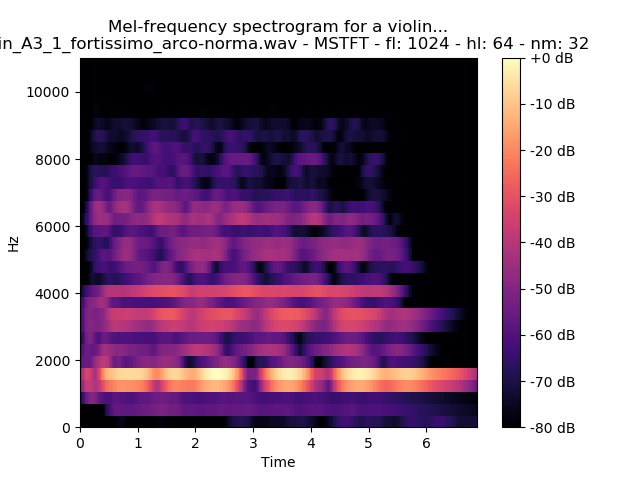 Mel-frequency spectrogram for a violin...
in_A3_1_fortissimo_arco-norma.wav - MSTFT - fl: 1024 - hl: 64 - nm: 32
+0 dB
10000
-10 dB
8000
-20 dB
-30 dB
6000
Hz
-40 dB
4000
-50 dB
-60 dB
2000
-70 dB
0
-80 dB
0 1 2 3 4 5 6
Time